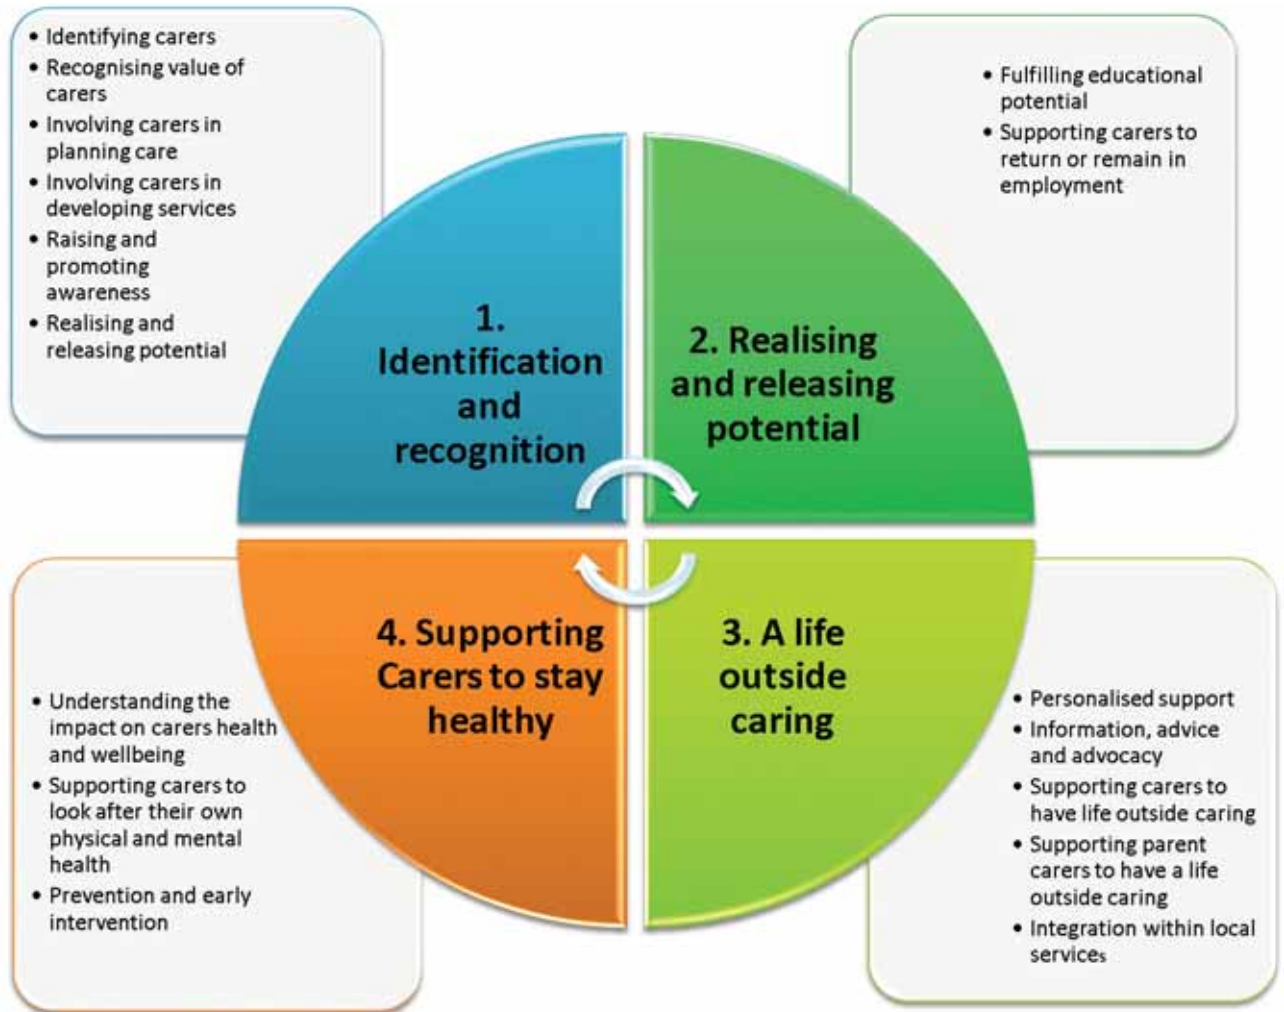 • Identifying carers
• Recognising value of
carers
• Involving carers in
planning care
• Involving carers in
developing services
• Raising and
promoting
awareness
• Realising and
releasing potential
• Fulfilling educational
potential
• Supporting carers to
return or remain in
employment
1.
Identification
and
recognition
2. Realising
and releasing
potential
4. Supporting
Carers to stay
healthy
3. A life
outside
caring
• Understanding the
impact on carers health
and wellbeing
• Supporting carers to
look after their own
physical and mental
health
• Prevention and early
intervention
• Personalised support
• Information, advice
and advocacy
• Supporting carers to
have life outside caring
• Supporting parent
carers to have a life
outside caring
• Integration within local
services